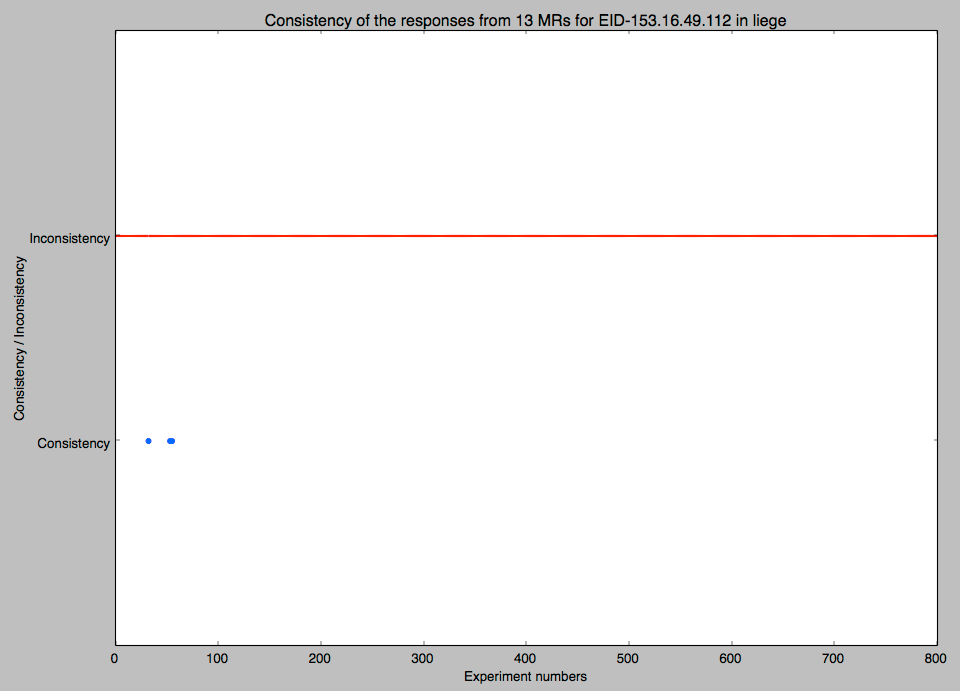 Consistency of the responses from 13 MRs for EID-153.16.49.112 in liege
Inconsistency
Consistency / Inconsistency
Consistency
0 100 200 300 400 500 600 700 800
Experiment numbers